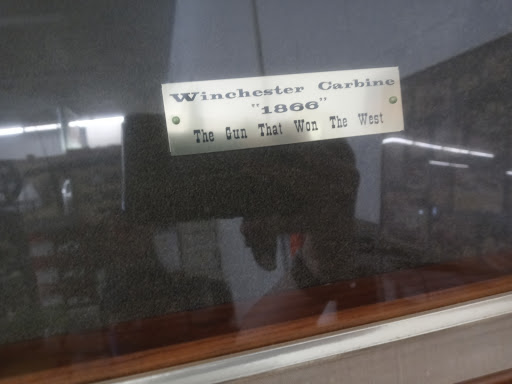 Winchester Carbine
"1866"
The Gun That Won The West